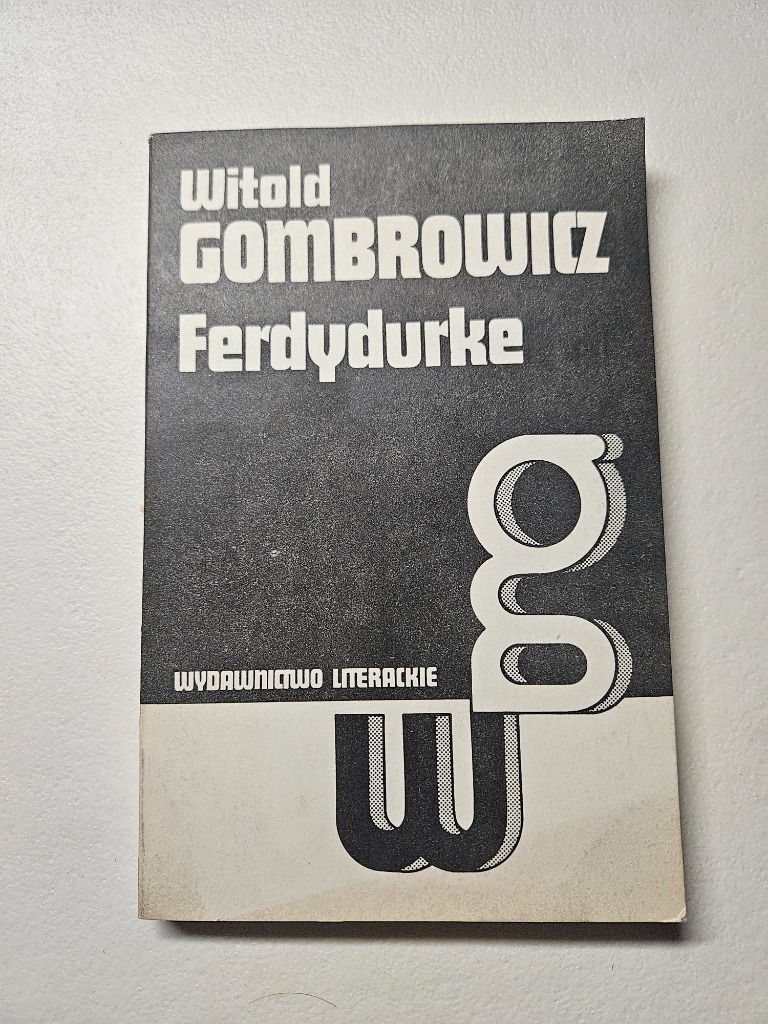 Witold
GOMBROWICZ
Ferdydurke
WYDAWNICTWO LITERACKIE
g
w